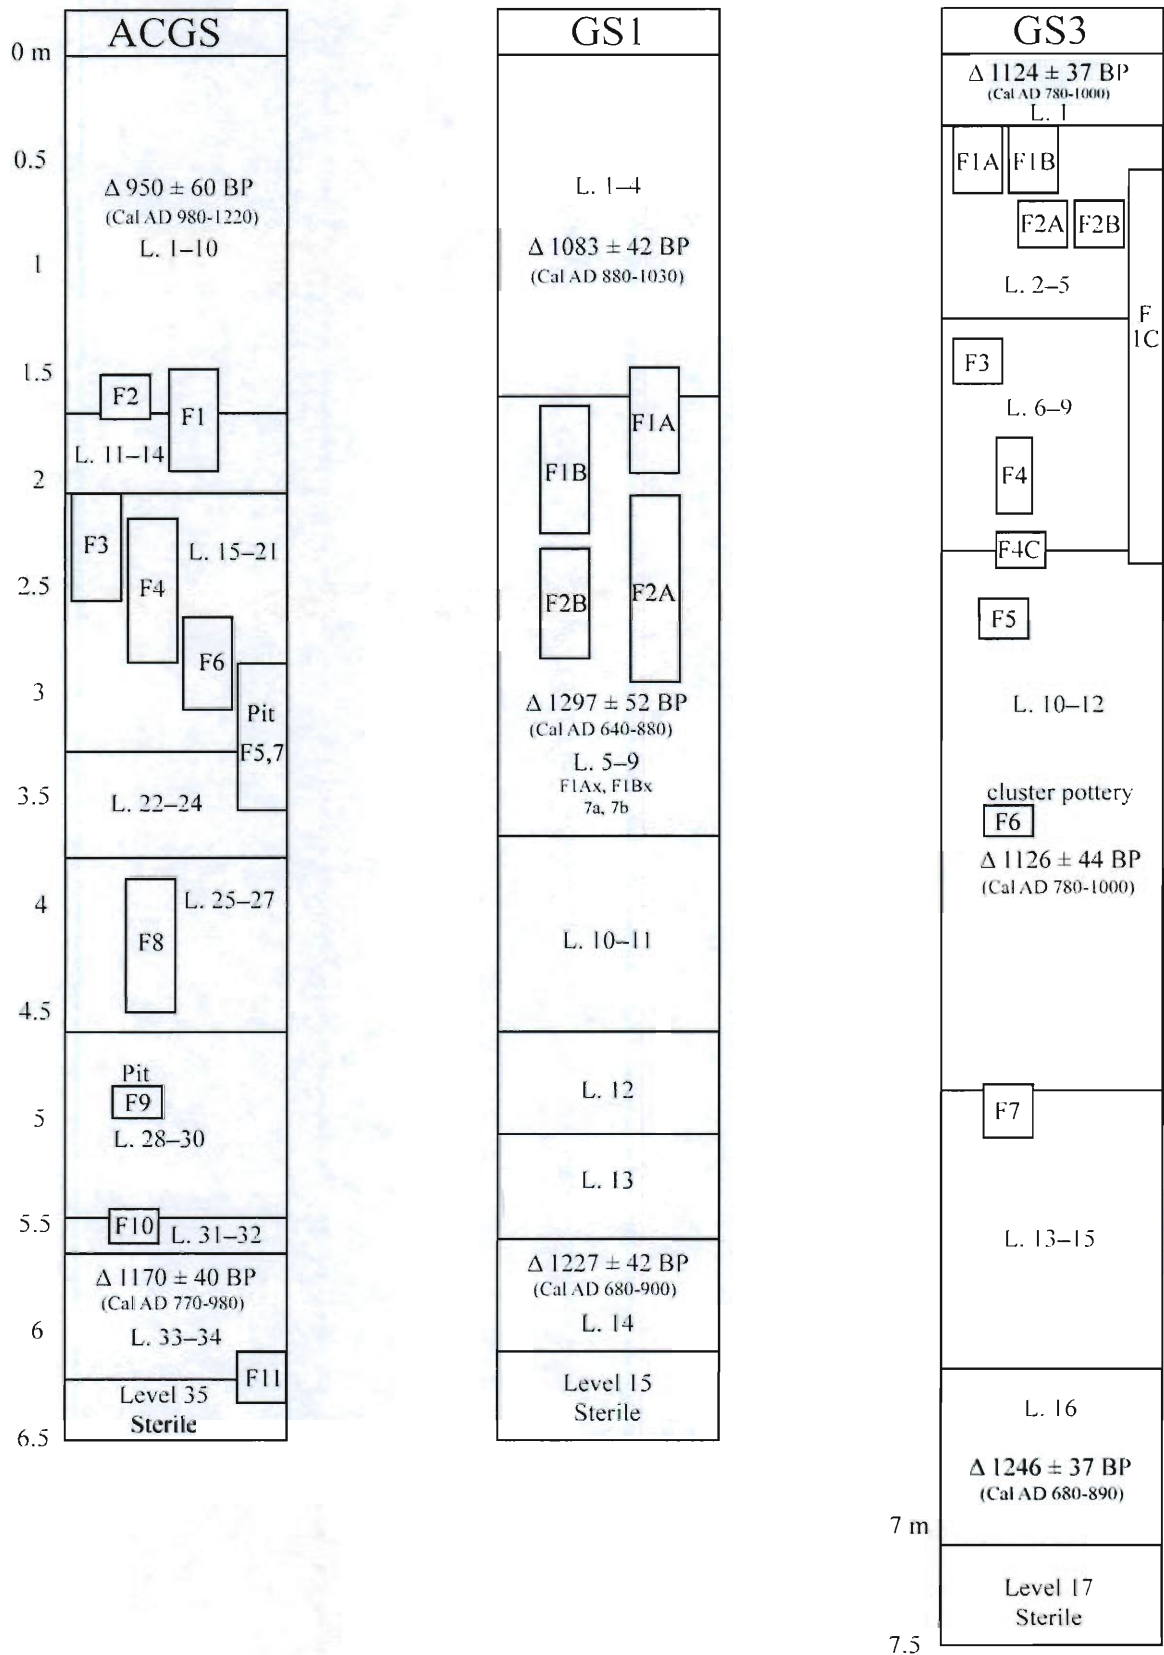 ACGS
0 m
0.5
Δ 950 ± 60 BP
(Cal AD 980-1220)
L. 1–10
1
1.5
F2
F1
L. 11–14
2
F3
L. 15–21
F4
2.5
F6
3
Pit
F5,7
3.5
L. 22–24
4
L. 25–27
F8
4.5
Pit
F9
5
L. 28–30
5.5
F10
L. 31–32
Δ 1170 ± 40 BP
(Cal AD 770-980)
6
L. 33–34
F11
Level 35
Sterile
6.5
GS1
L. 1–4
Δ 1083 ± 42 BP
(Cal AD 880-1030)
F1A
F1B
F2B
F2A
Δ 1297 ± 52 BP
(Cal AD 640-880)
L. 5–9
F1Ax, F1Bx
7a, 7b
L. 10–11
L. 12
L. 13
Δ 1227 ± 42 BP
(Cal AD 680-900)
L. 14
Level 15
Sterile
GS3
Δ 1124 ± 37 BP
(Cal AD 780-1000)
L. 1
F1A
F1B
F2A
F2B
L. 2–5
F
1C
F3
L. 6–9
F4
F4C
F5
L. 10–12
cluster pottery
F6
Δ 1126 ± 44 BP
(Cal AD 780-1000)
F7
L. 13–15
L. 16
Δ 1246 ± 37 BP
(Cal AD 680-890)
7 m
Level 17
Sterile
7.5